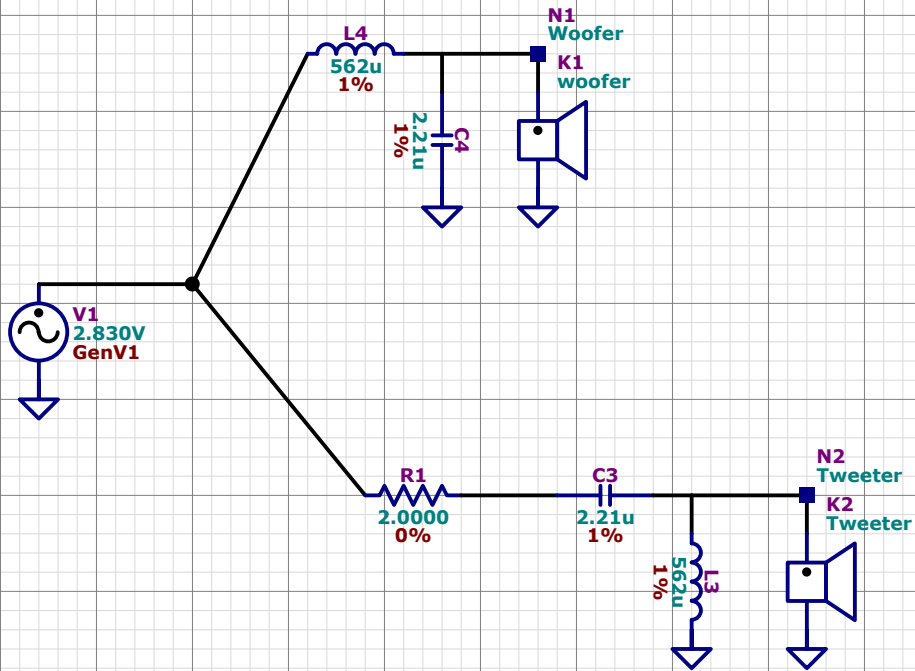 N1
Woofer
L4
562u
1%
K1
woofer
C4
2.21u
1%
V1
2.830V
GenV1
R1
2.0000
0%
C3
2.21u
1%
N2
Tweeter
K2
Tweeter
L3
562u
1%